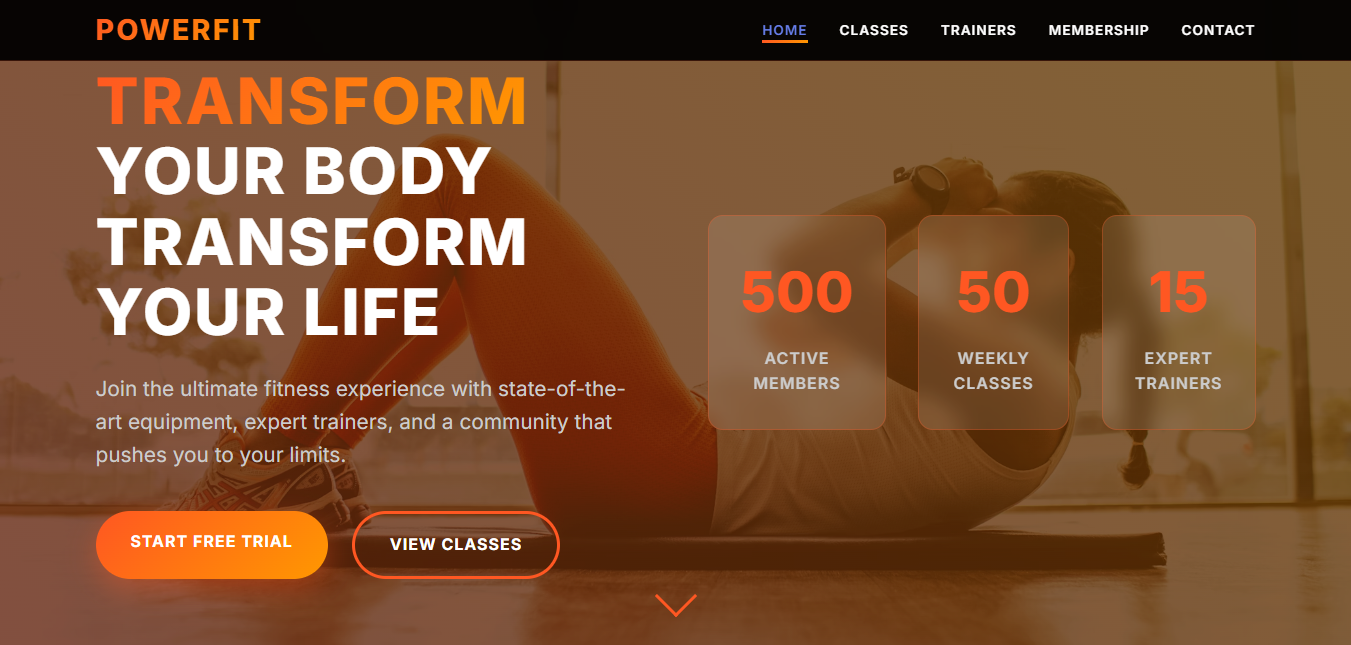 POWERFIT
HOME CLASSES TRAINERS MEMBERSHIP CONTACT
TRANSFORM
YOUR BODY
TRANSFORM
YOUR LIFE
Join the ultimate fitness experience with state-of-the-
art equipment, expert trainers, and a community that
pushes you to your limits.
START FREE TRIAL
VIEW CLASSES
500
ACTIVE
MEMBERS
50
WEEKLY
CLASSES
15
EXPERT
TRAINERS